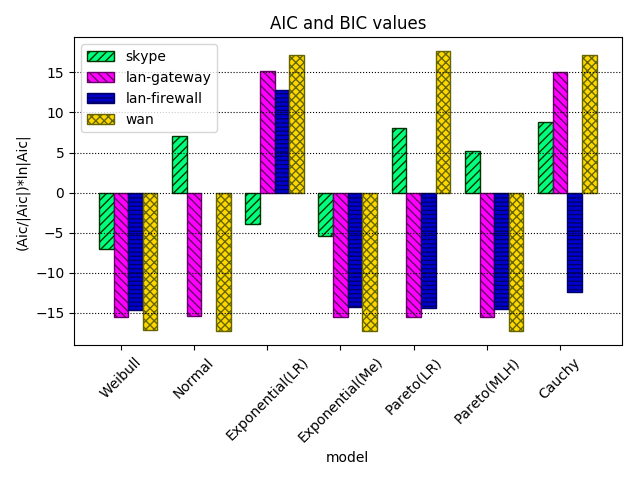 AIC and BIC values
skype
lan-gateway
lan-firewall
wan
(Aic/|Aic|)*ln|Aic|
15
10
5
0
−5
−10
−15
Weibull
Normal
Exponential(LR)
Exponential(Me)
Pareto(LR)
Pareto(MLH)
Cauchy
model